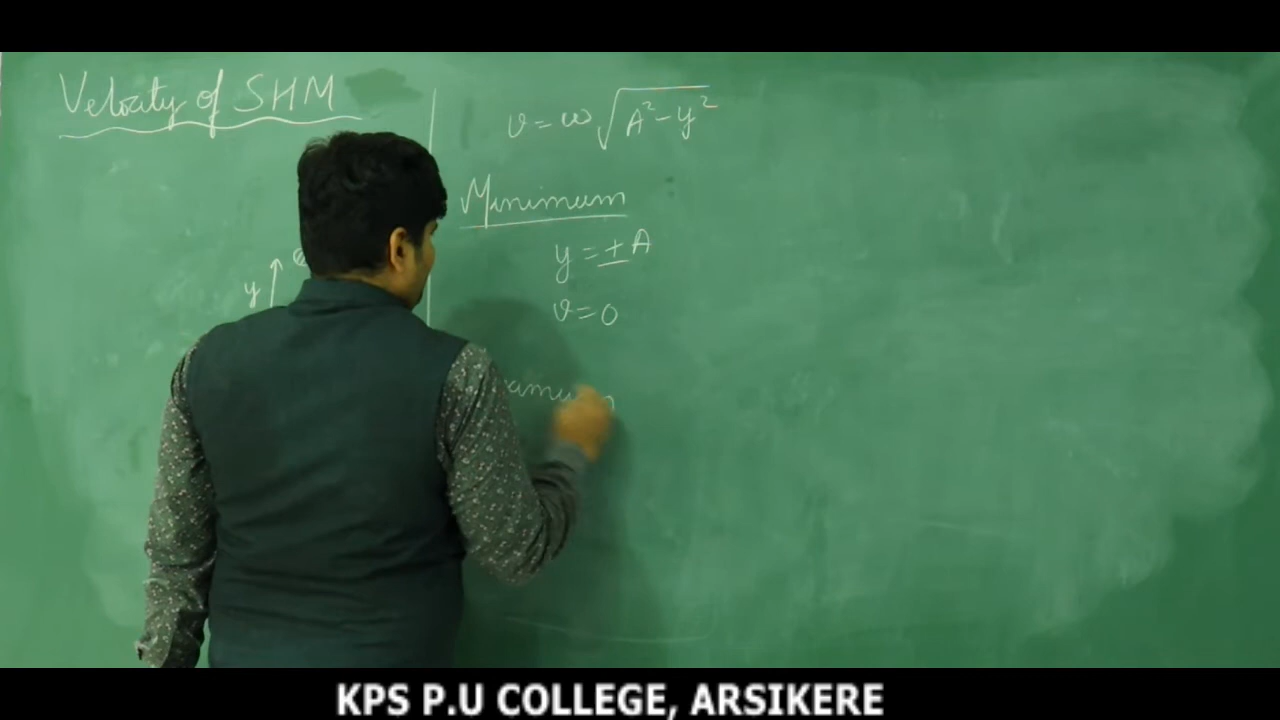 Velocity of SHM
y
v = ω√A²-y²
Minimum
y = ±A
v = 0
KPS P.U COLLEGE, ARSIKERE